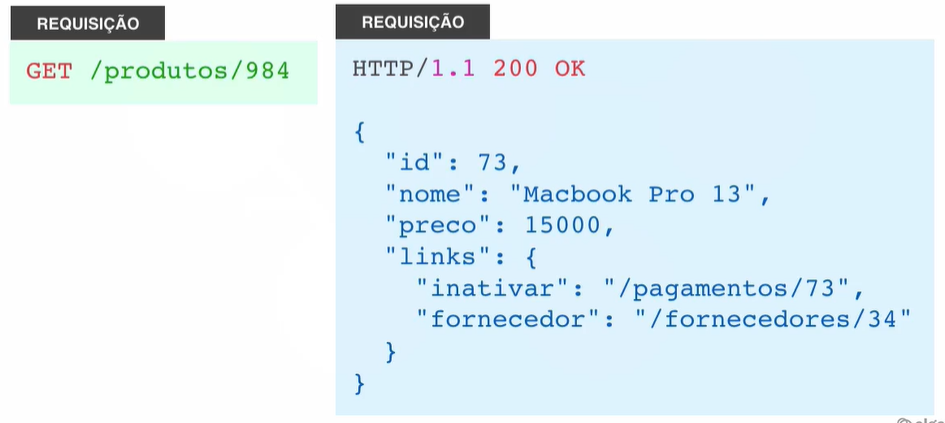 REQUISIÇÃO
GET /produtos/984
REQUISIÇÃO
HTTP/1.1 200 OK
{
"id": 73,
"nome": "Macbook Pro 13",
"preco": 15000,
"links": {
"inativar": "/pagamentos/73",
"fornecedor": "/fornecedores/34"
}
}